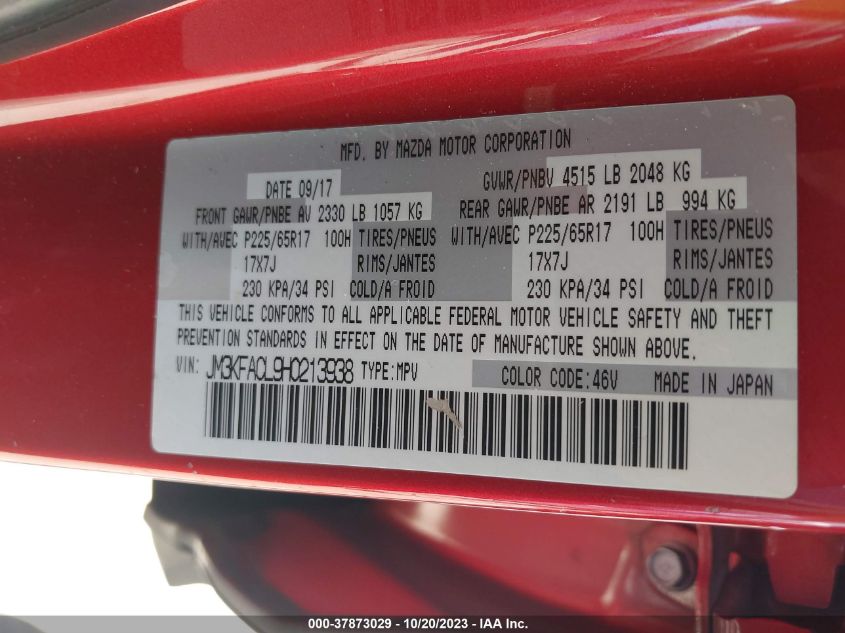 MFD. BY MAZDA MOTOR CORPORATION
DATE 09/17 GVWR/PNBV 4515 LB 2048 KG
FRONT GAWR/PNBE AV 2330 LB 1057 KG REAR GAWR/PNBE AR 2191 LB 994 KG
WITH/AVEC P225/65R17 100H TIRES/PNEUS WITH/AVEC P225/65R17 100H TIRES/PNEUS
17X7J RIMS/JANTES 17X7J RIMS/JANTES
230 KPA/34 PSI COLD/A FROID 230 KPA/34 PSI COLD/A FROID
THIS VEHICLE CONFORMS TO ALL APPLICABLE FEDERAL MOTOR VEHICLE SAFETY AND THEFT
PREVENTION STANDARDS IN EFFECT ON THE DATE OF MANUFACTURE SHOWN ABOVE.
VIN: JM3KFACL9H0213938 TYPE:MPV COLOR CODE:46V MADE IN JAPAN
000-37873029 - 10/20/2023 - © IAA Inc.